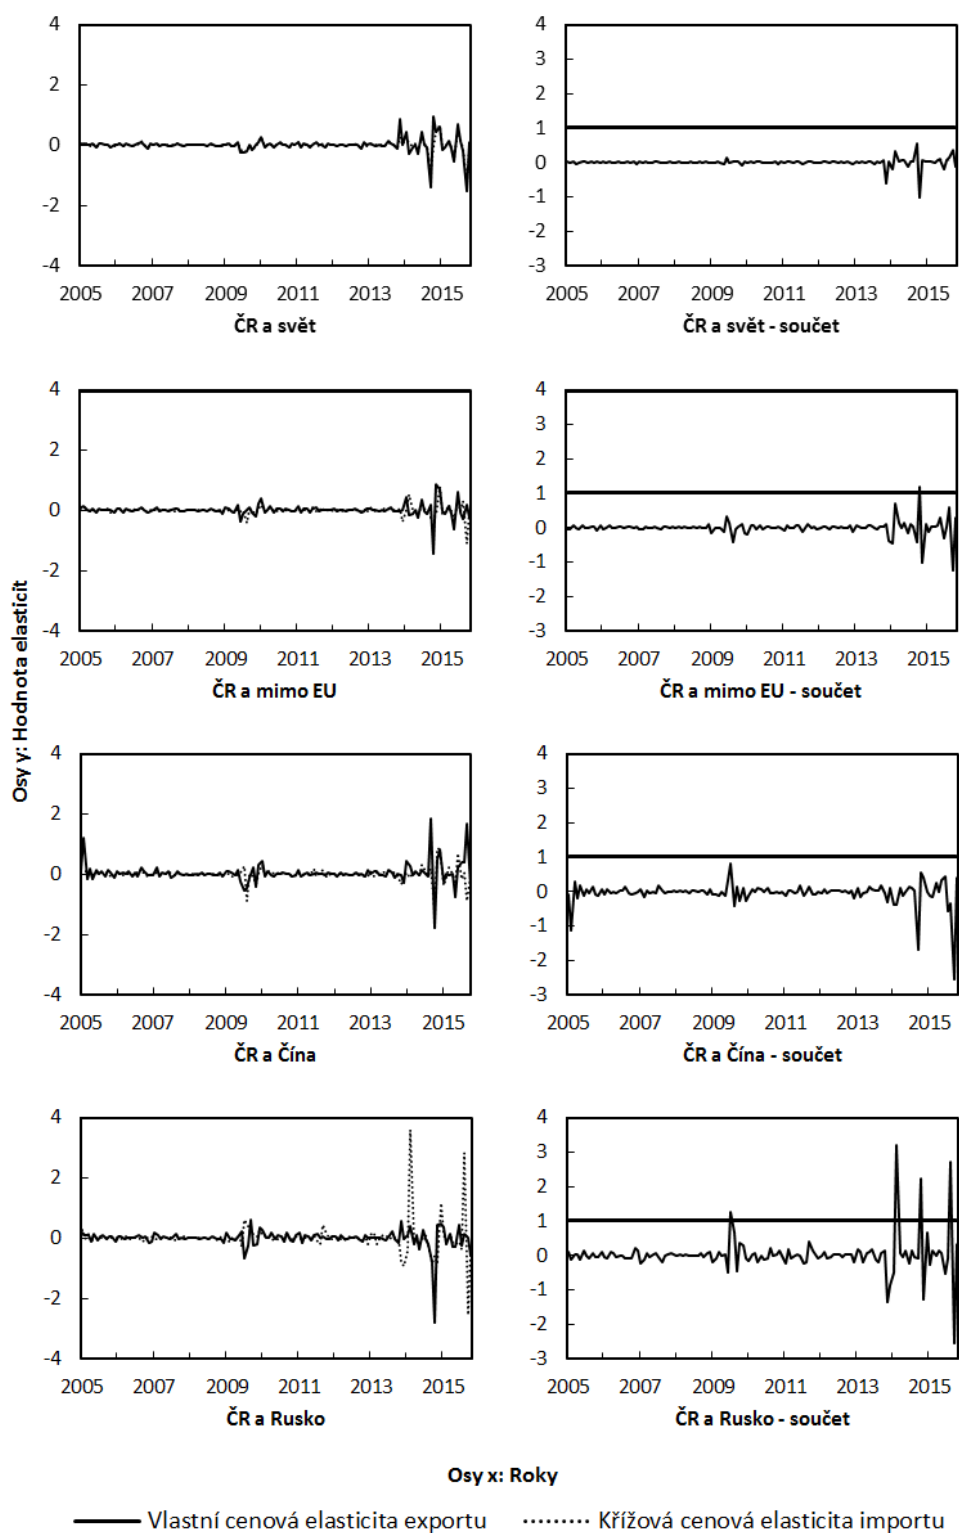 4
2
0
-2
-4
2005 2007 2009 2011 2013 2015
ČR a svět
4
3
2
1
0
-1
-2
-3
2005 2007 2009 2011 2013 2015
ČR a svět - součet
4
2
0
-2
-4
2005 2007 2009 2011 2013 2015
ČR a mimo EU
4
3
2
1
0
-1
-2
-3
2005 2007 2009 2011 2013 2015
ČR a mimo EU - součet
Osy y: Hodnota elasticit
4
2
0
-2
-4
2005 2007 2009 2011 2013 2015
ČR a Čína
4
3
2
1
0
-1
-2
-3
2005 2007 2009 2011 2013 2015
ČR a Čína - součet
4
2
0
-2
-4
2005 2007 2009 2011 2013 2015
ČR a Rusko
4
3
2
1
0
-1
-2
-3
2005 2007 2009 2011 2013 2015
ČR a Rusko - součet
Osy x: Roky
Vlastní cenová elasticita exportu
Křížová cenová elasticita importu